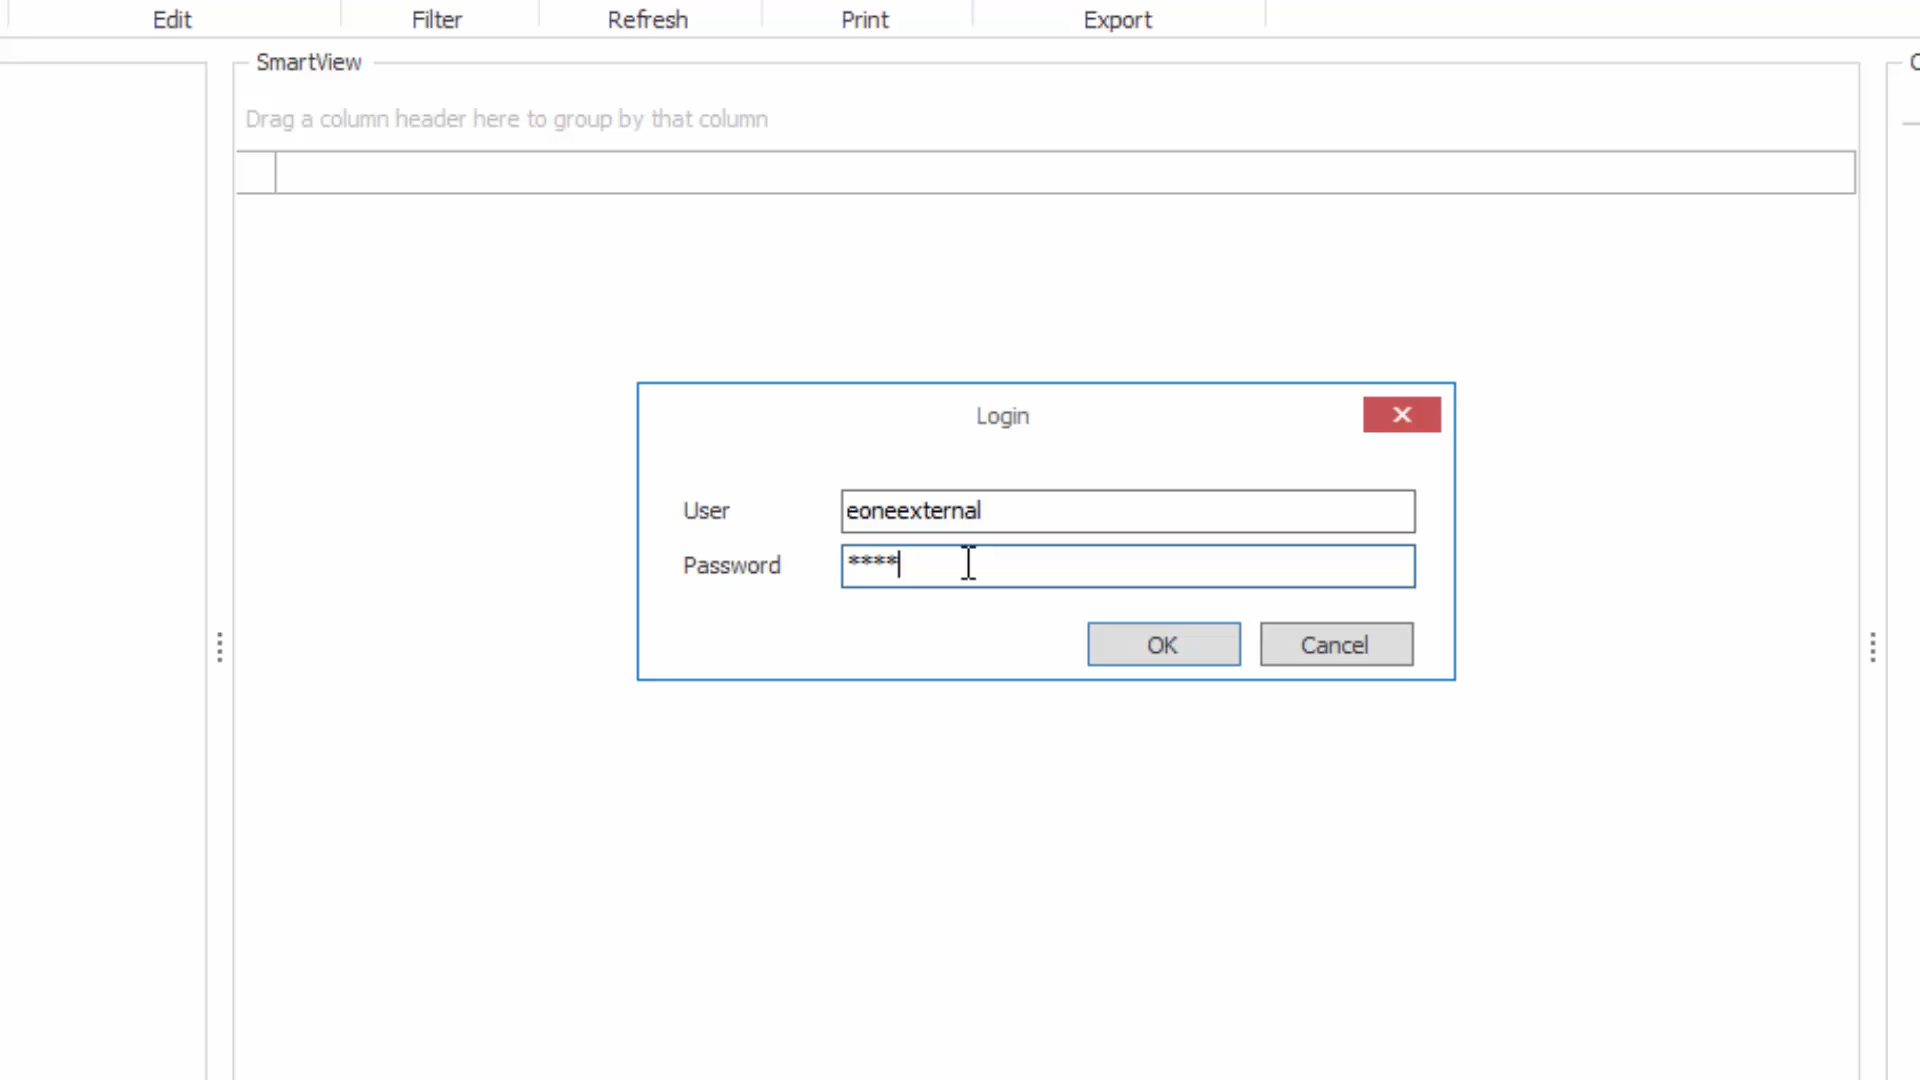 Edit Filter Refresh Print Export
SmartView
Drag a column header here to group by that column
Login
User eoneexternal
Password ****
OK Cancel